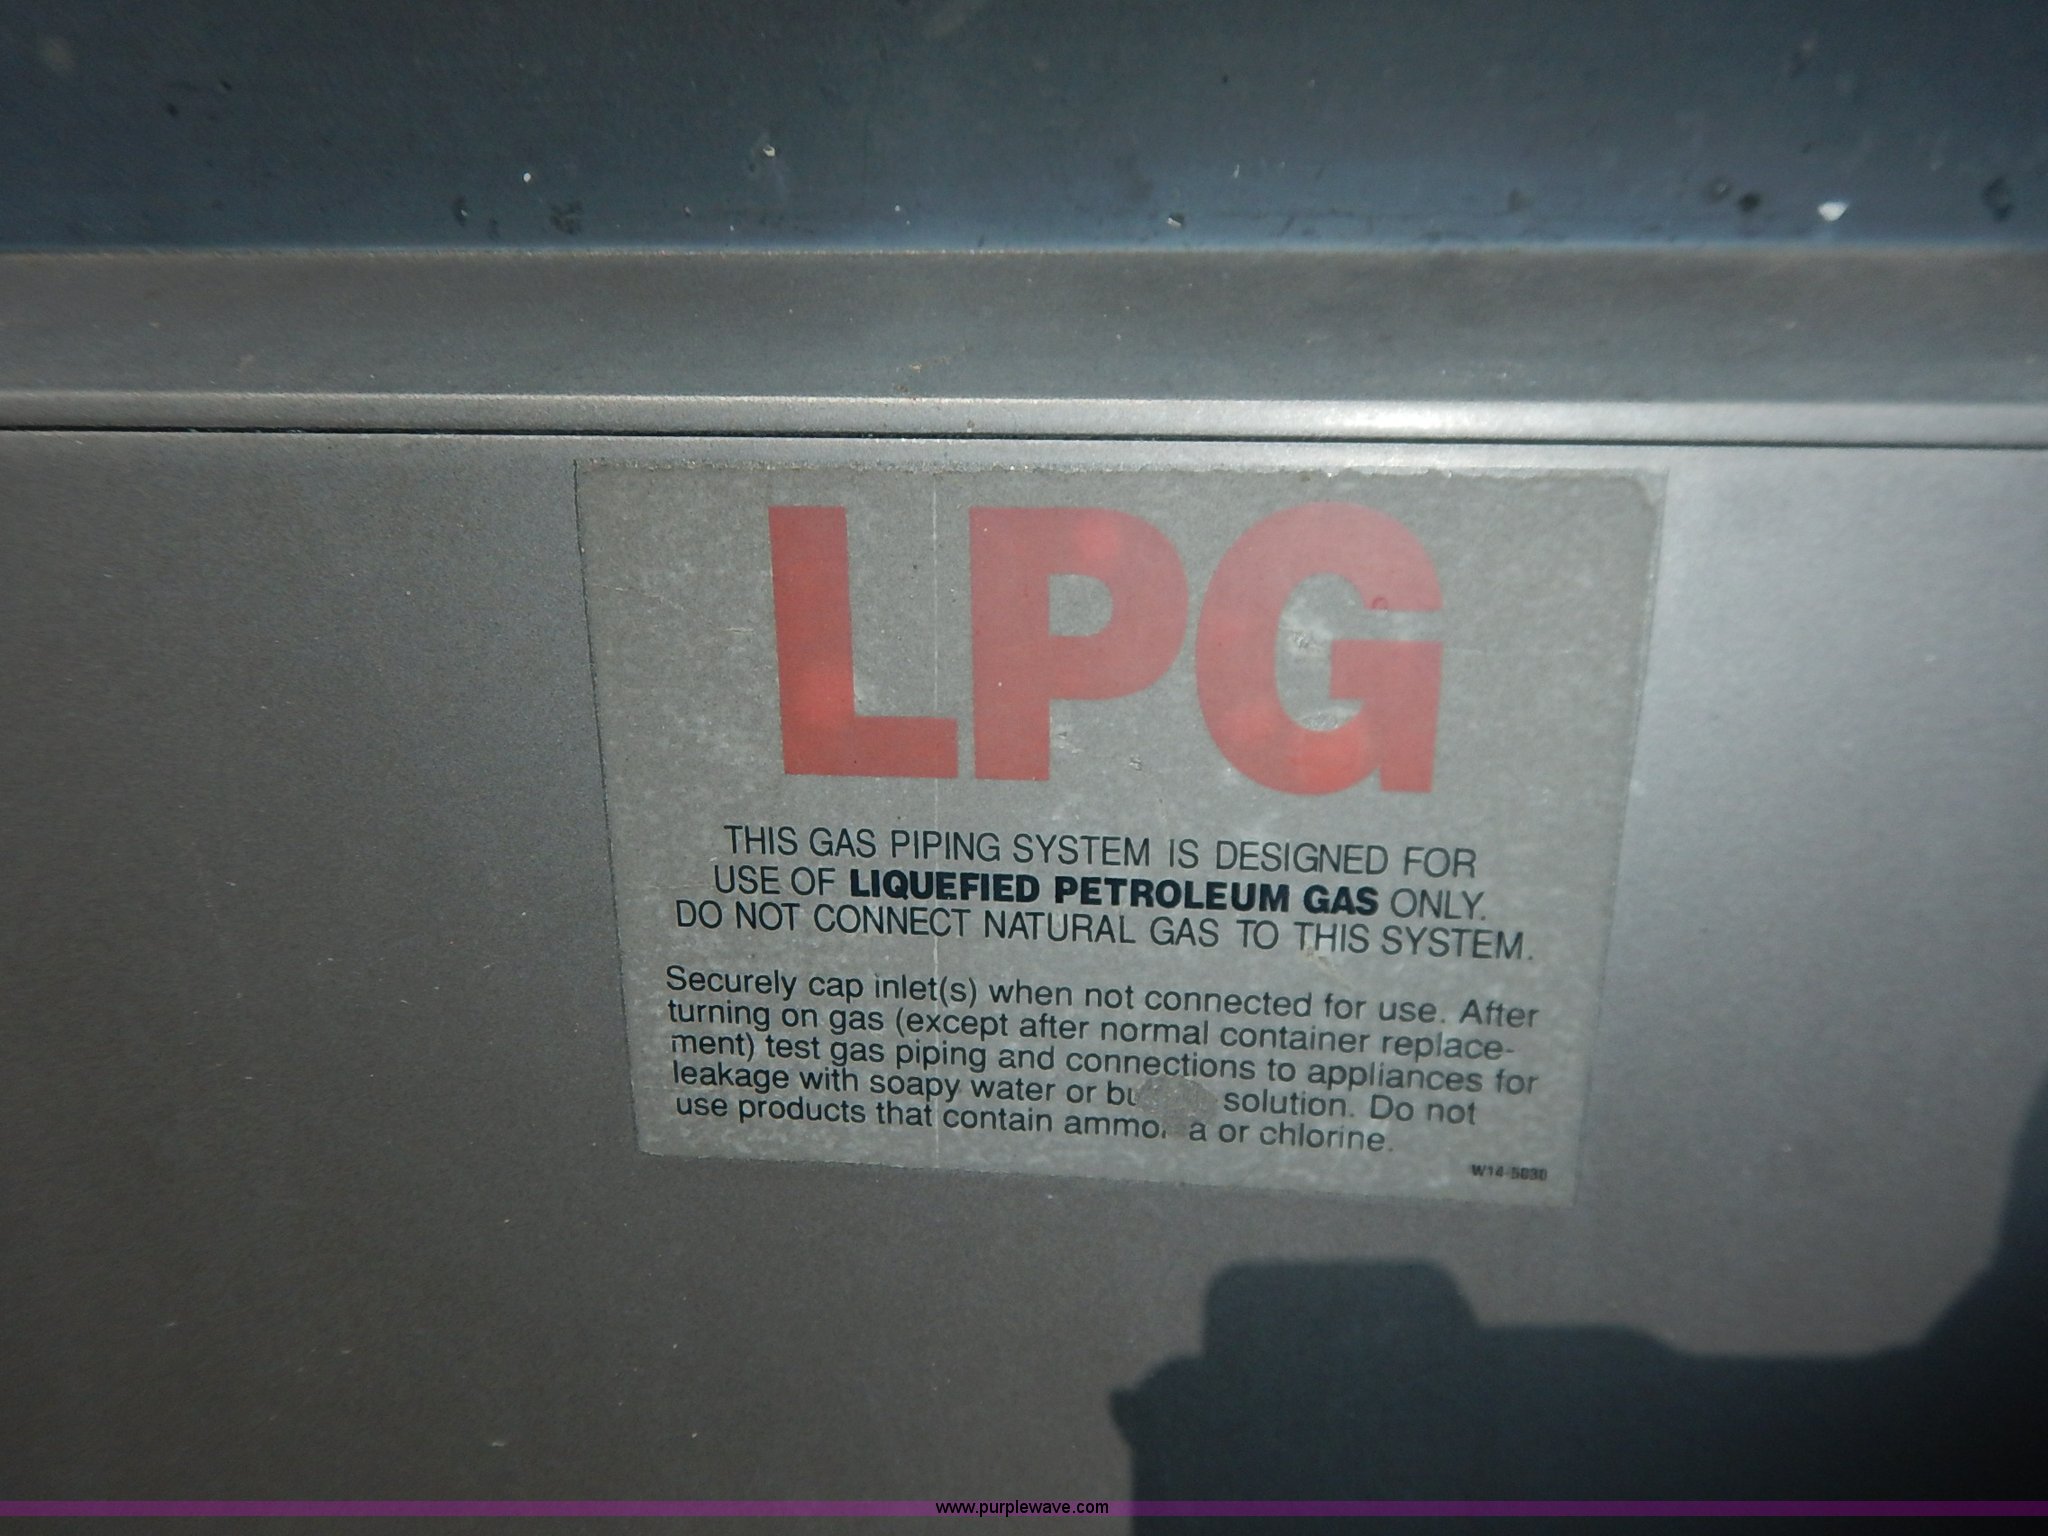 LPG
THIS GAS PIPING SYSTEM IS DESIGNED FOR
USE OF LIQUEFIED PETROLEUM GAS ONLY.
DO NOT CONNECT NATURAL GAS TO THIS SYSTEM.
Securely cap inlet(s) when not connected for use. After
turning on gas (except after normal container replace-
ment) test gas piping and connections to appliances for
leakage with soapy water or solution. Do not
use products that contain or chlorine.
www.purplewave.com